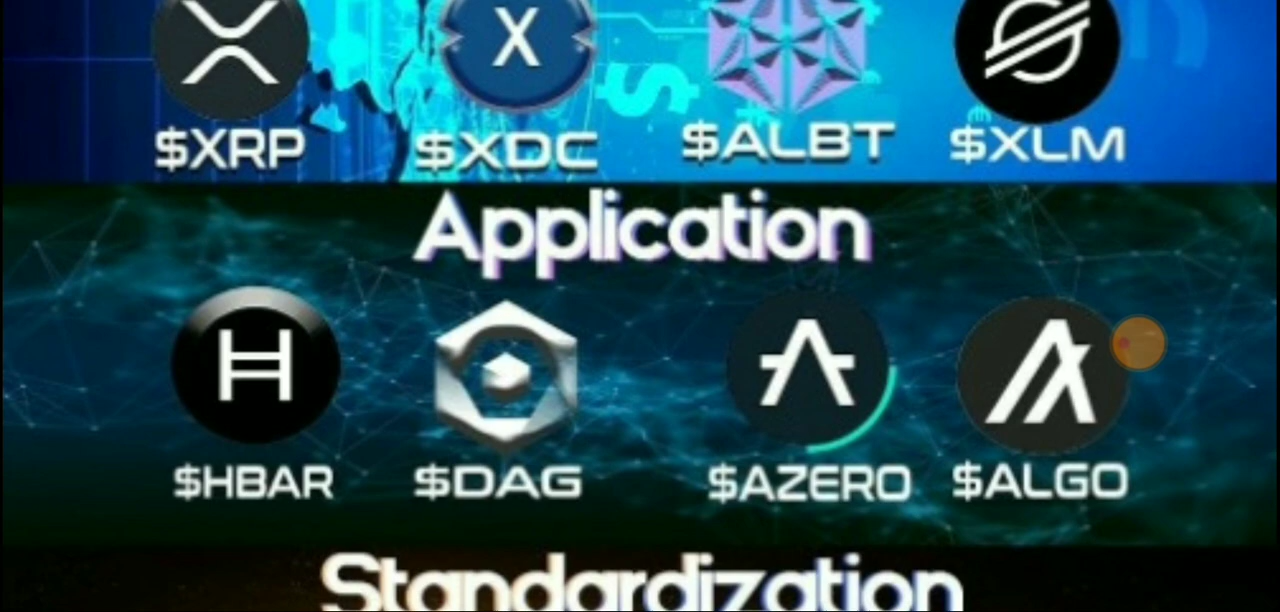 $XRP $XDC $ALBT $XLM
Application
$HBAR $DAG $AZERO $ALGO
Standardization